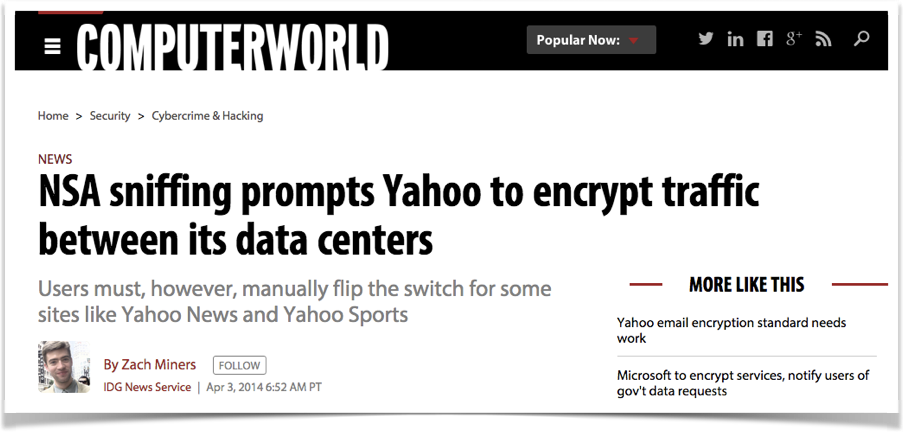 COMPUTERWORLD
Popular Now:
Home > Security > Cybercrime & Hacking
NEWS
NSA sniffing prompts Yahoo to encrypt traffic
between its data centers
Users must, however, manually flip the switch for some
sites like Yahoo News and Yahoo Sports
By Zach Miners FOLLOW
IDG News Service | Apr 3, 2014 6:52 AM PT
MORE LIKE THIS
Yahoo email encryption standard needs
work
Microsoft to encrypt services, notify users of
gov't data requests